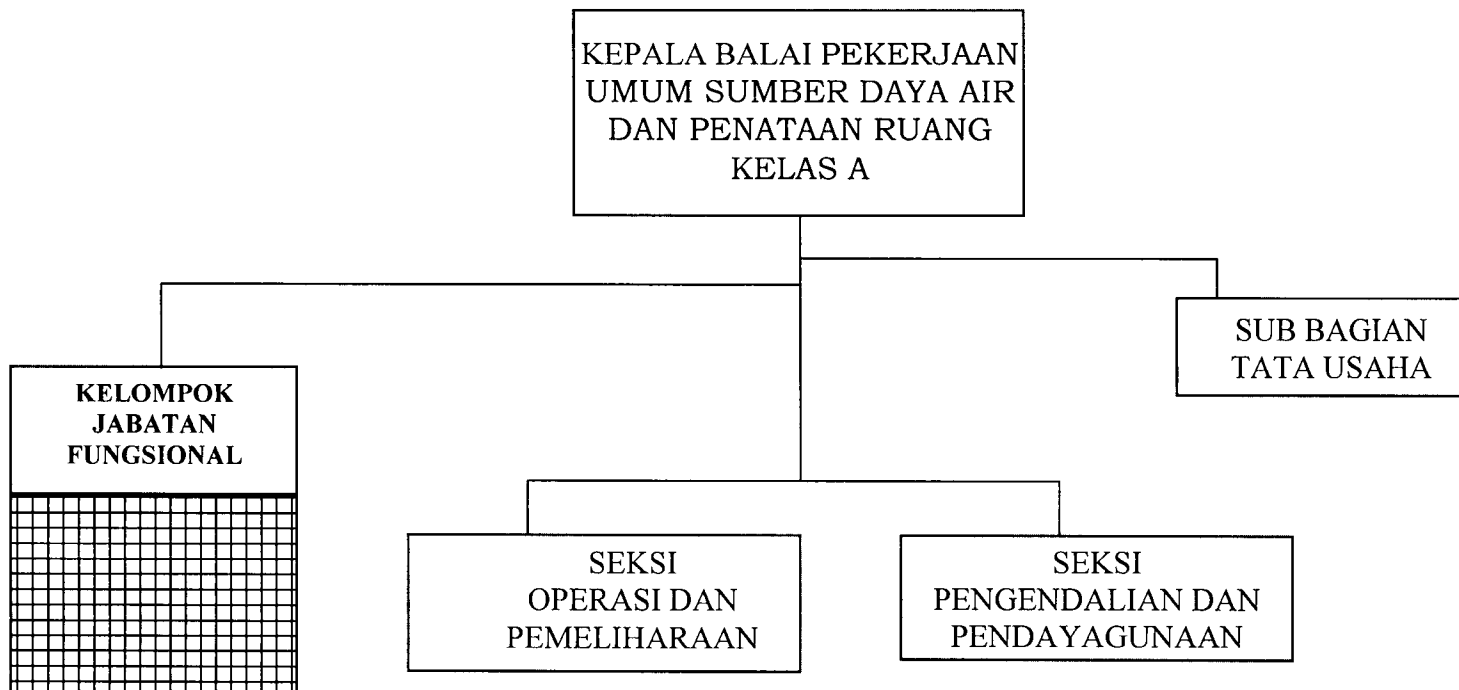 KEPALA BALAI PEKERJAAN
UMUM SUMBER DAYA AIR
DAN PENATAAN RUANG
KELAS A
SUB BAGIAN
TATA USAHA
KELOMPOK
JABATAN
FUNGSIONAL
SEKSI
OPERASI DAN
PEMELIHARAAN
SEKSI
PENGENDALIAN DAN
PENDAYAGUNAAN